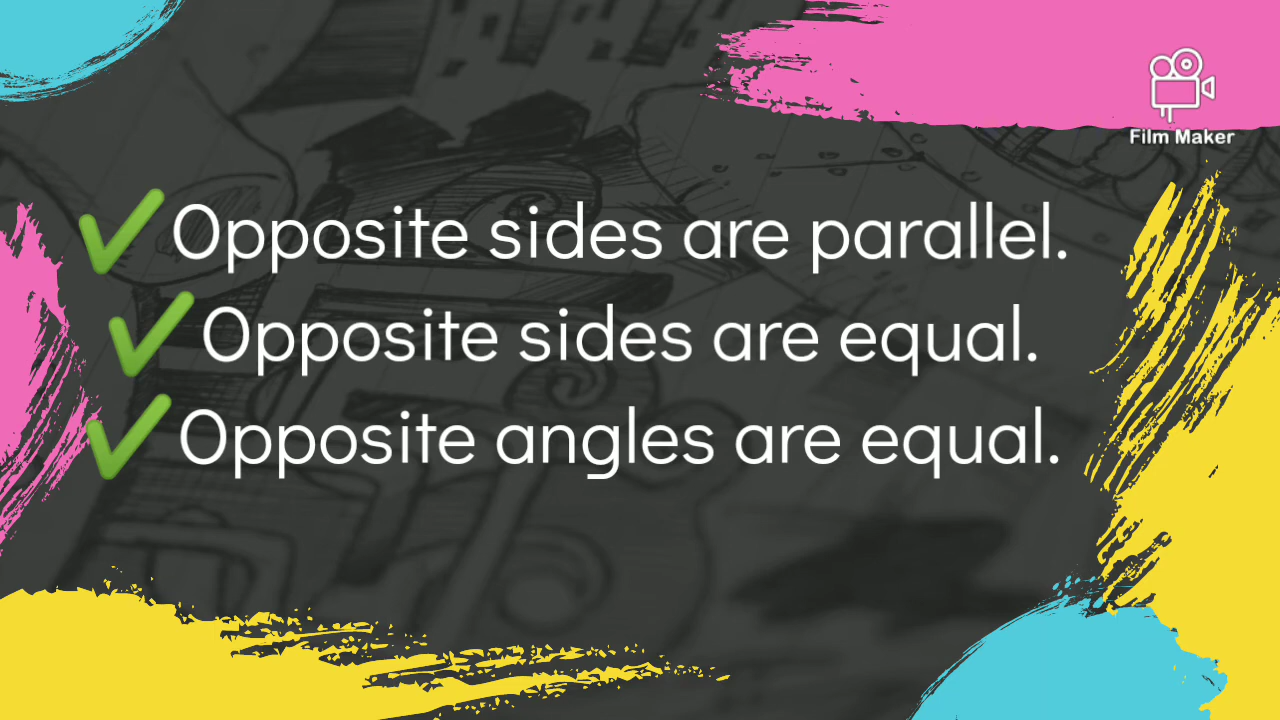 Film Maker
✔Opposite sides are parallel.
✔Opposite sides are equal.
✔Opposite angles are equal.